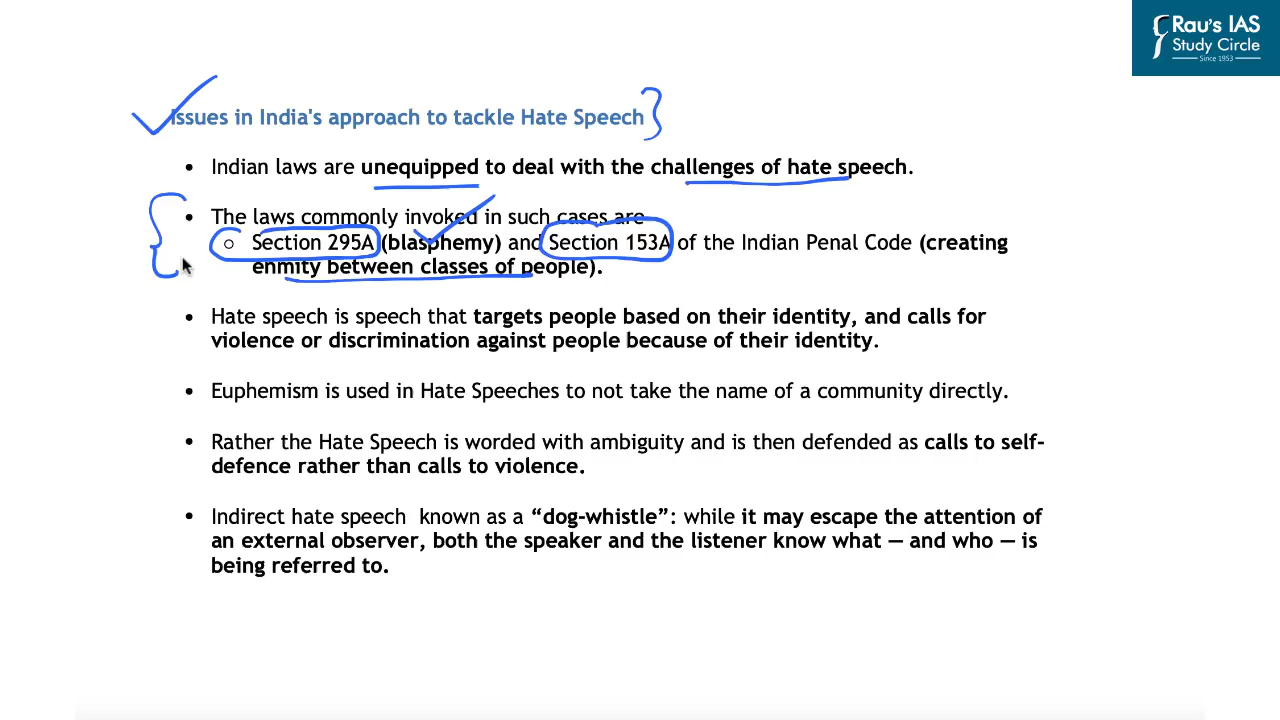 Rau's IAS
Study Circle
Since 1953
Issues in India's approach to tackle Hate Speech
• Indian laws are unequipped to deal with the challenges of hate speech.
• The laws commonly invoked in such cases are
○ Section 295A (blasphemy) and Section 153A of the Indian Penal Code (creating
enmity between classes of people).
• Hate speech is speech that targets people based on their identity, and calls for
violence or discrimination against people because of their identity.
• Euphemism is used in Hate Speeches to not take the name of a community directly.
• Rather the Hate Speech is worded with ambiguity and is then defended as calls to self-
defence rather than calls to violence.
• Indirect hate speech known as a “dog-whistle”: while it may escape the attention of
an external observer, both the speaker and the listener know what — and who — is
being referred to.